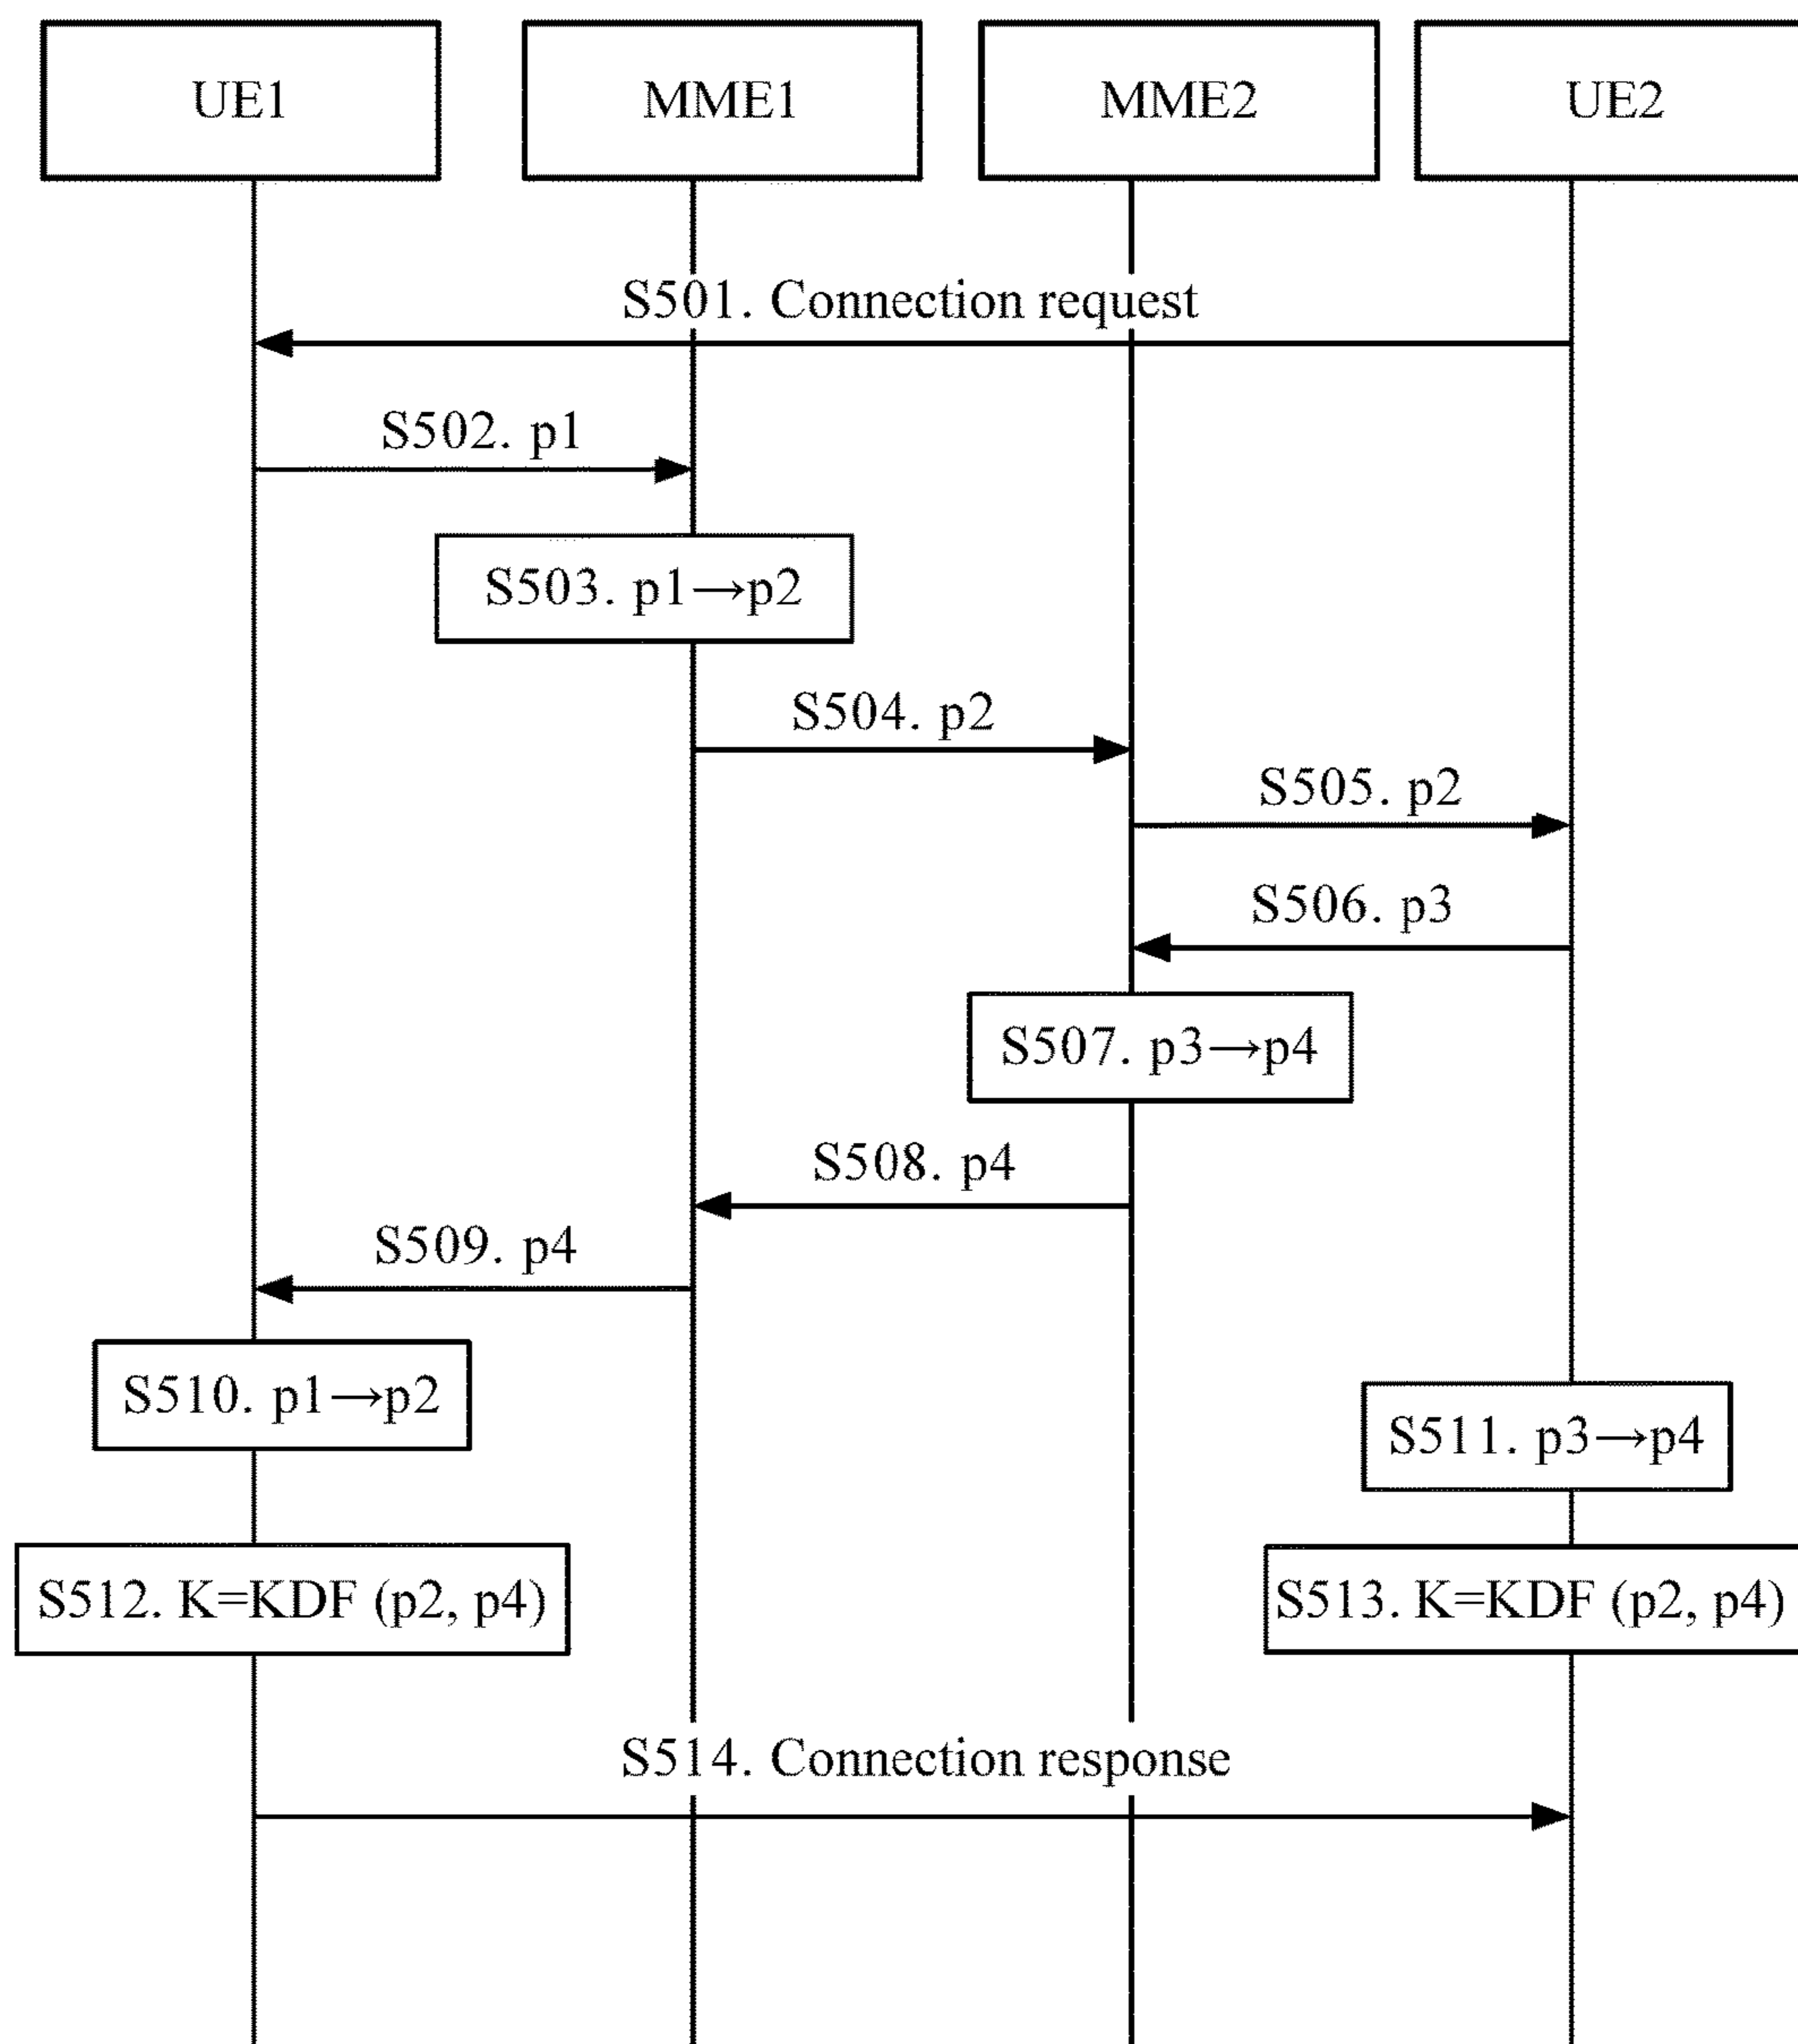 UE1
MME1
MME2
UE2
S501. Connection request
S502. p1
S503. p1→p2
S504. p2
S505. p2
S506. p3
S507. p3→p4
S508. p4
S509. p4
S510. p1→p2
S511. p3→p4
S512. K=KDF (p2, p4)
S513. K=KDF (p2, p4)
S514. Connection response